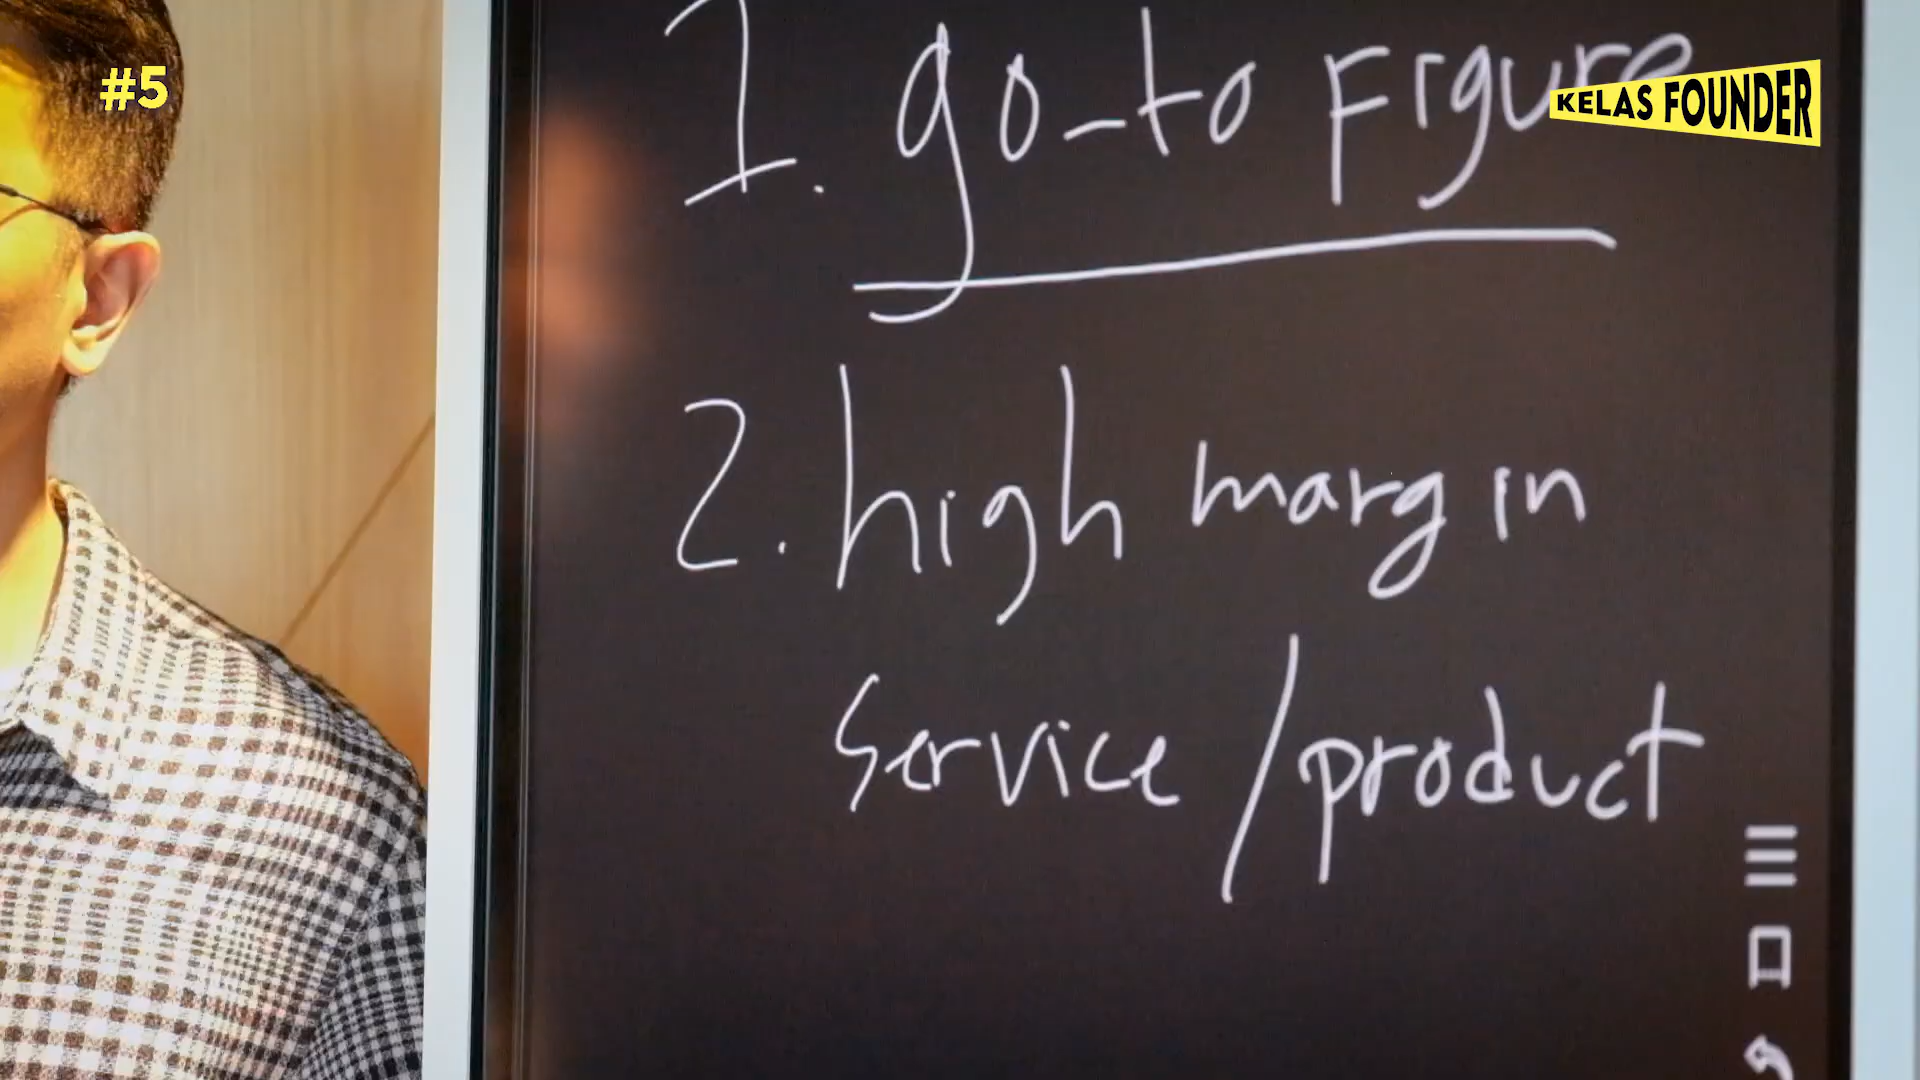 #5
KELAS FOUNDER
1. go-to Figure
2. high margin
service/product